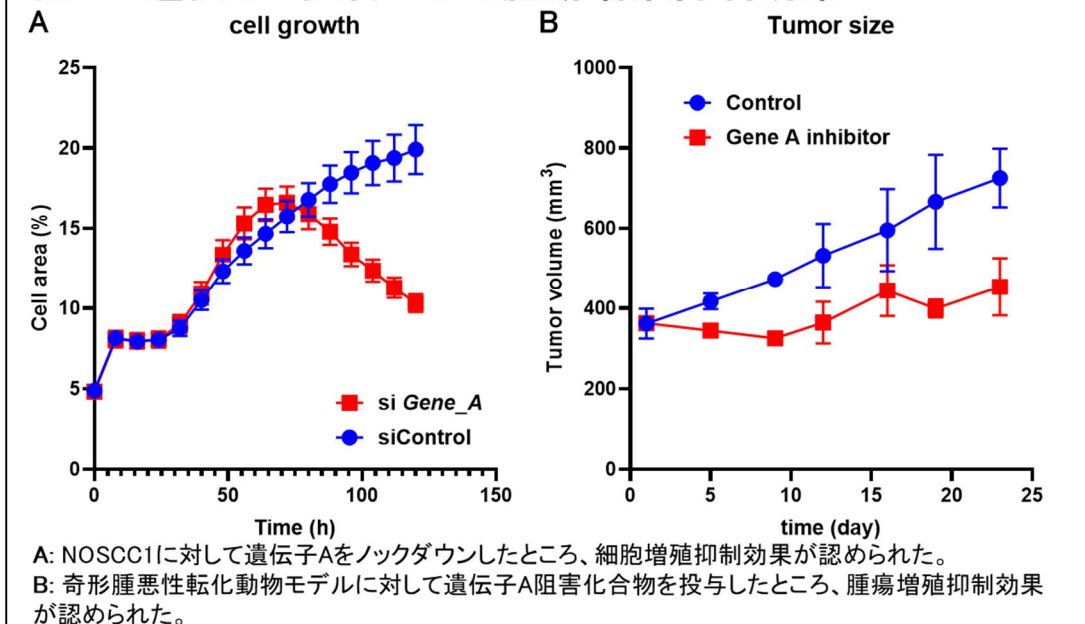 A
cell growth
B
Tumor size
25
20
15
10
5
0
Cell area (%)
si Gene_A
siControl
0
50
100
150
Time (h)
1000
800
600
400
200
0
Tumor volume (mm3)
Control
Gene A inhibitor
0
5
10
15
20
25
time (day)
A: NOSCC1に対して遺伝子Aをノックダウンしたところ、細胞増殖抑制効果が認められた。
B: 奇形腫悪性転化動物モデルに対して遺伝子A阻害化合物を投与したところ、腫瘍増殖抑制効果
が認められた。